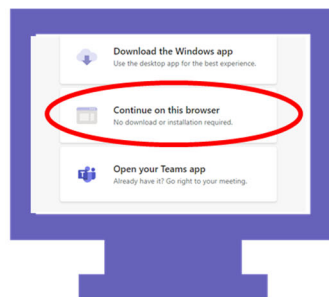 Download the Windows app
Use the desktop app for the best experience.
Continue on this browser
No download or installation required.
Open your Teams app
Already have it? Go right to your meeting.